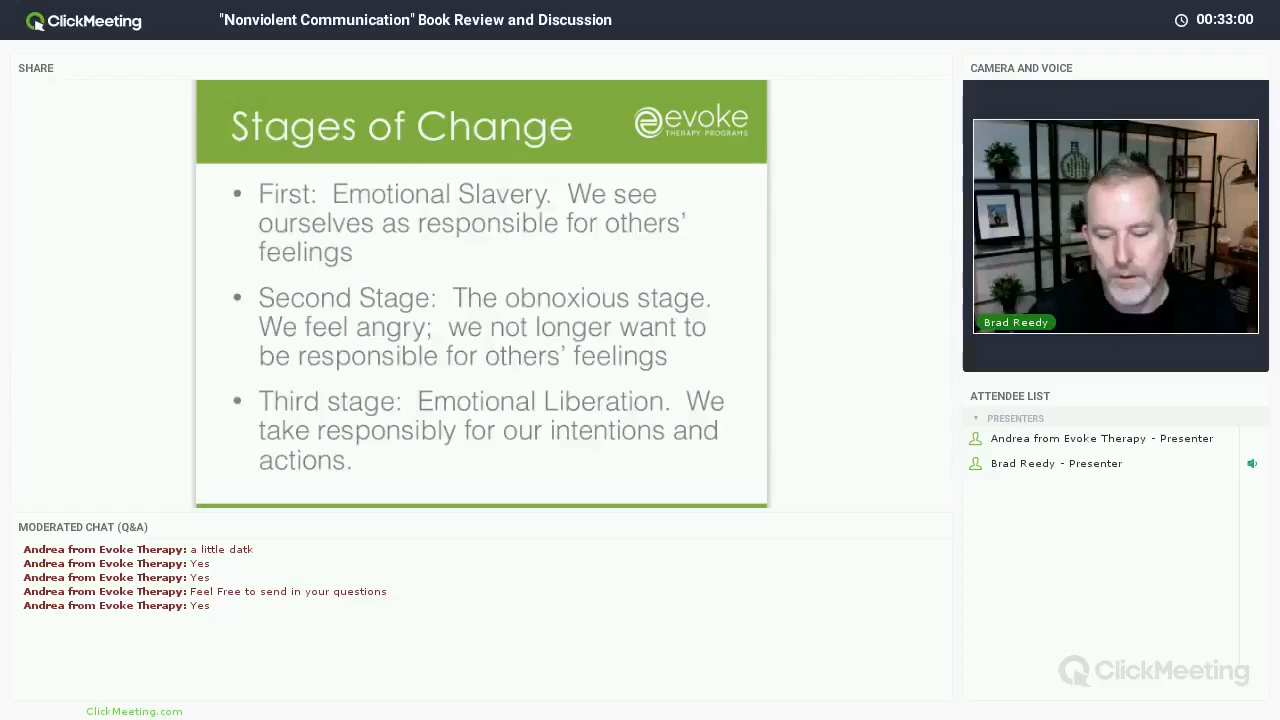 ClickMeeting
"Nonviolent Communication" Book Review and Discussion
00:33:00
SHARE
Stages of Change
evoke
THERAPY PROGRAMS
• First:  Emotional Slavery.  We see
ourselves as responsible for others'
feelings
• Second Stage:  The obnoxious stage.
We feel angry;  we not longer want to
be responsible for others' feelings
• Third stage:  Emotional Liberation.  We
take responsibly for our intentions and
actions.
MODERATED CHAT (Q&A)
Andrea from Evoke Therapy: a little datk
Andrea from Evoke Therapy: Yes
Andrea from Evoke Therapy: Yes
Andrea from Evoke Therapy: Feel Free to send in your questions
Andrea from Evoke Therapy: Yes
ClickMeeting.com
CAMERA AND VOICE
Brad Reedy
ATTENDEE LIST
PRESENTERS
Andrea from Evoke Therapy - Presenter
Brad Reedy - Presenter
ClickMeeting